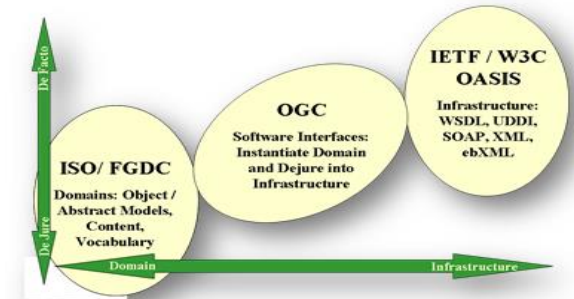 De Facto
De Jure
ISO/ FGDC
Domains: Object /
Abstract Models,
Content,
Vocabulary
OGC
Software Interfaces:
Instantiate Domain
and Dejure into
Infrastructure
IETF / W3C
OASIS
Infrastructure:
WSDL, UDDI,
SOAP, XML,
ebXML
Domain
Infrastructure